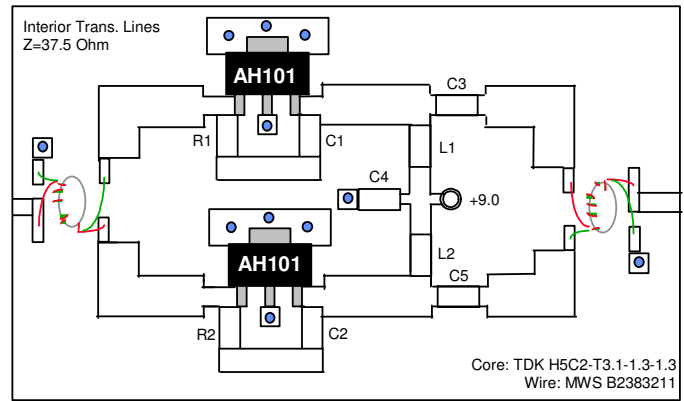 Interior Trans. Lines
Z=37.5 Ohm
AH101
C3
R1
C1
L1
C4
+9.0
AH101
L2
C5
R2
C2
Core: TDK H5C2-T3.1-1.3-1.3
Wire: MWS B2383211